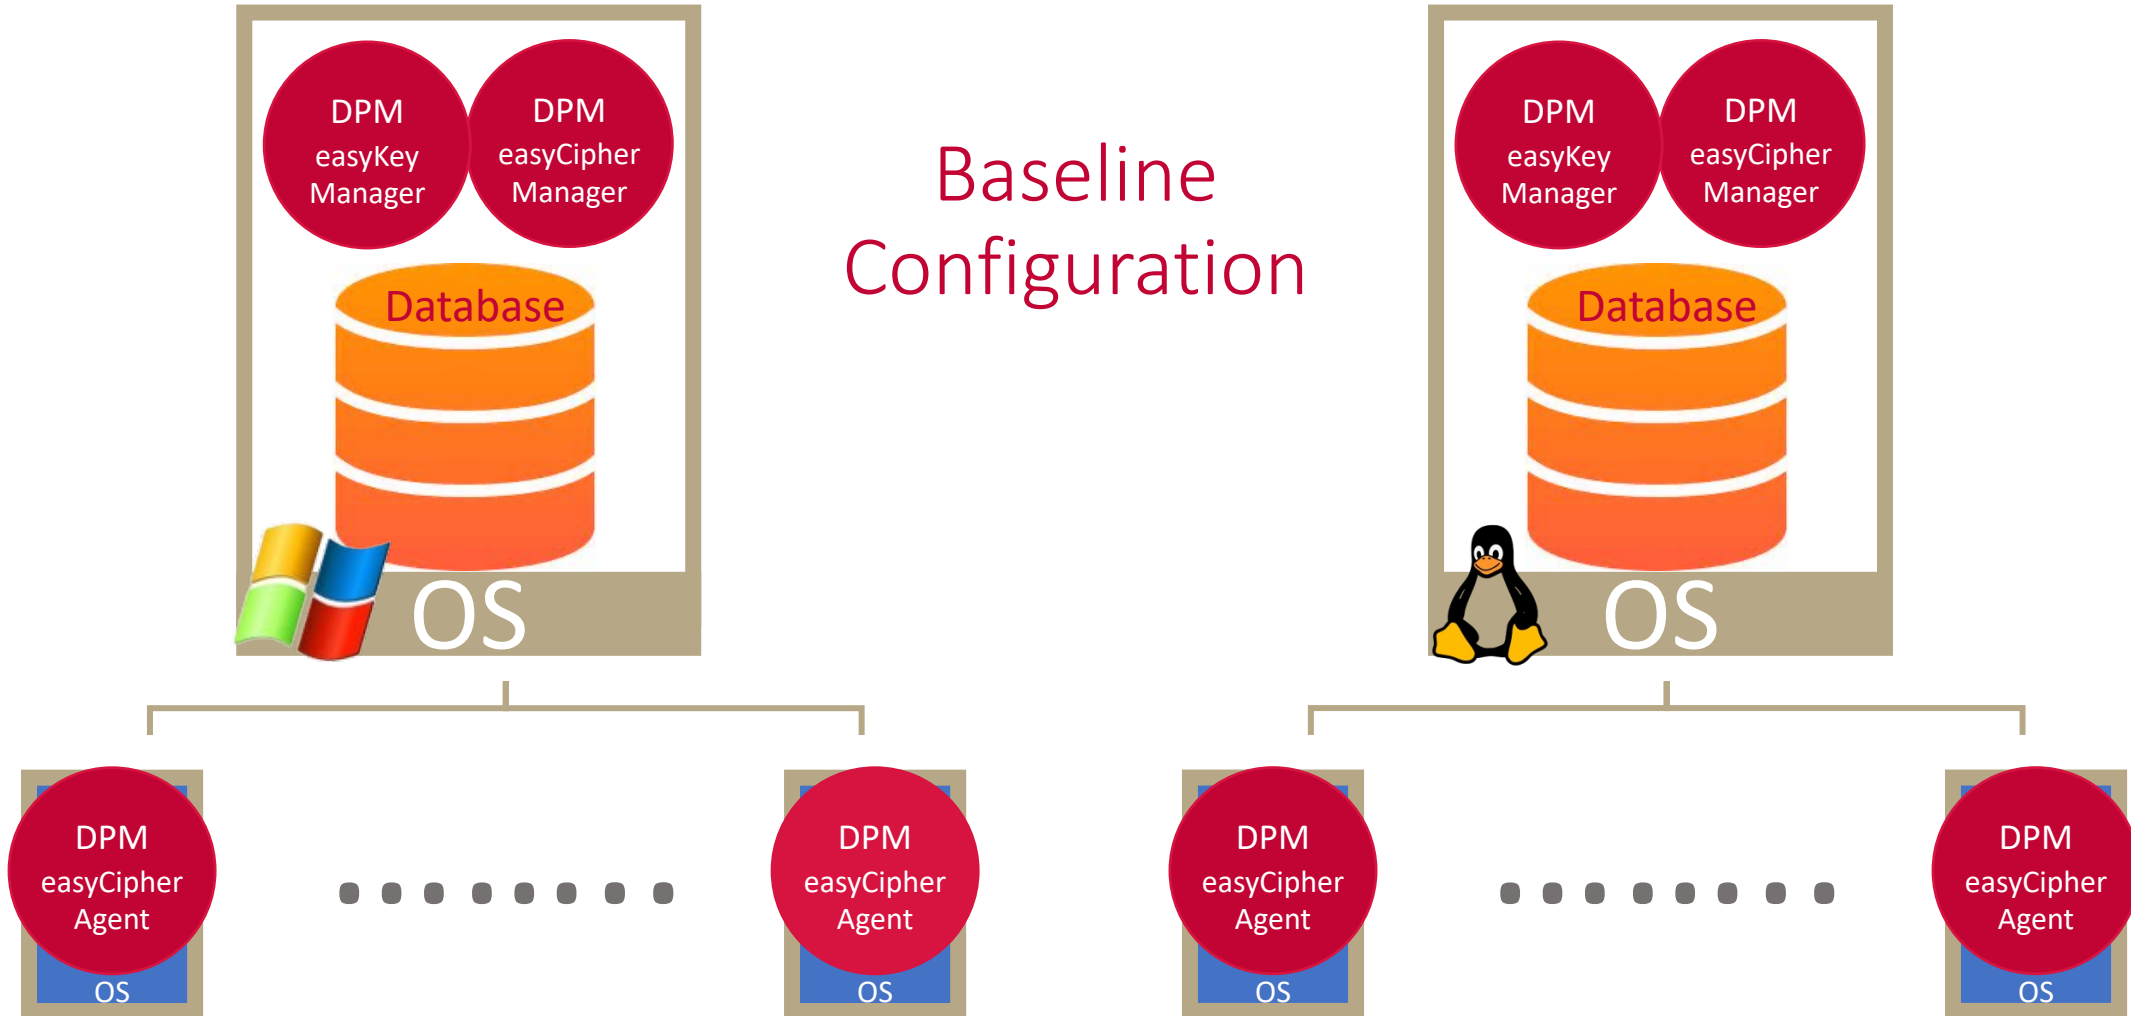 DPM
easyKey
Manager
DPM
easyCipher
Manager
Database
OS
Baseline
Configuration
DPM
easyKey
Manager
DPM
easyCipher
Manager
Database
OS
DPM
easyCipher
Agent
OS
DPM
easyCipher
Agent
OS
DPM
easyCipher
Agent
OS
DPM
easyCipher
Agent
OS